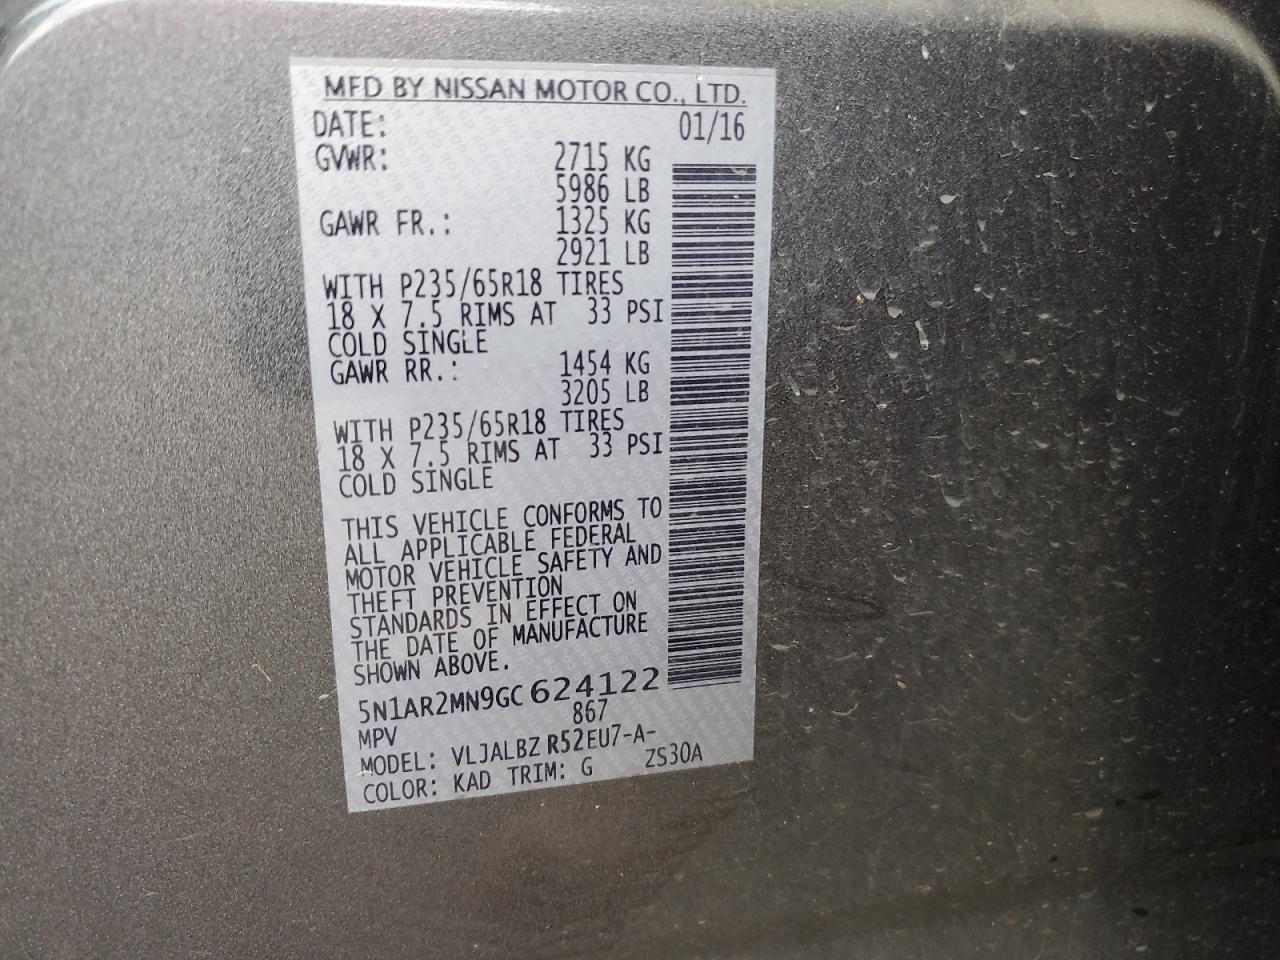 MFD BY NISSAN MOTOR CO., LTD.
DATE: 01/16
GVWR: 2715 KG
5986 LB
GAWR FR.: 1325 KG
2921 LB
WITH P235/65R18 TIRES
18 X 7.5 RIMS AT 33 PSI
COLD SINGLE
GAWR RR.: 1454 KG
3205 LB
WITH P235/65R18 TIRES
18 X 7.5 RIMS AT 33 PSI
COLD SINGLE
THIS VEHICLE CONFORMS TO
ALL APPLICABLE FEDERAL
MOTOR VEHICLE SAFETY AND
THEFT PREVENTION
STANDARDS IN EFFECT ON
THE DATE OF MANUFACTURE
SHOWN ABOVE.
5N1AR2MN9GC624122
MPV 867
MODEL: VLJALBZ R52EU7-A-
COLOR: KAD TRIM: G ZS30A